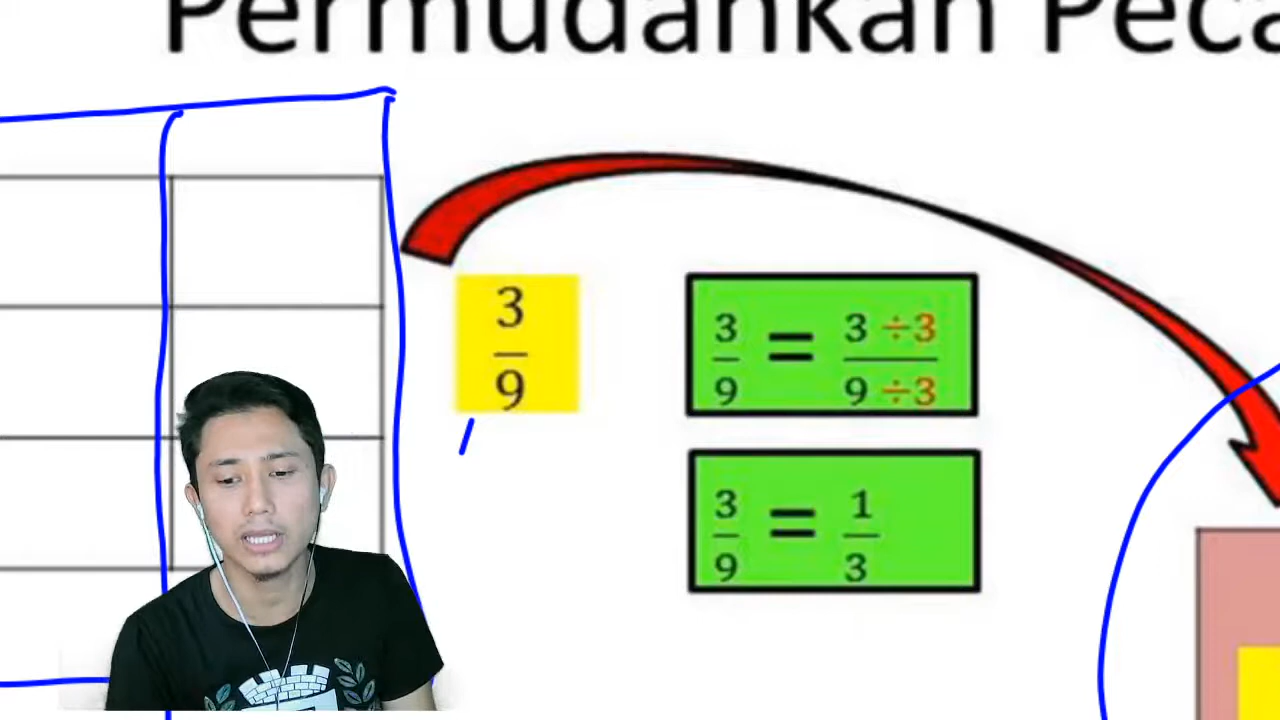 Permudahkan Peca
3
9
3/9 = 3 ÷3/9 ÷3
3/9 = 1/3